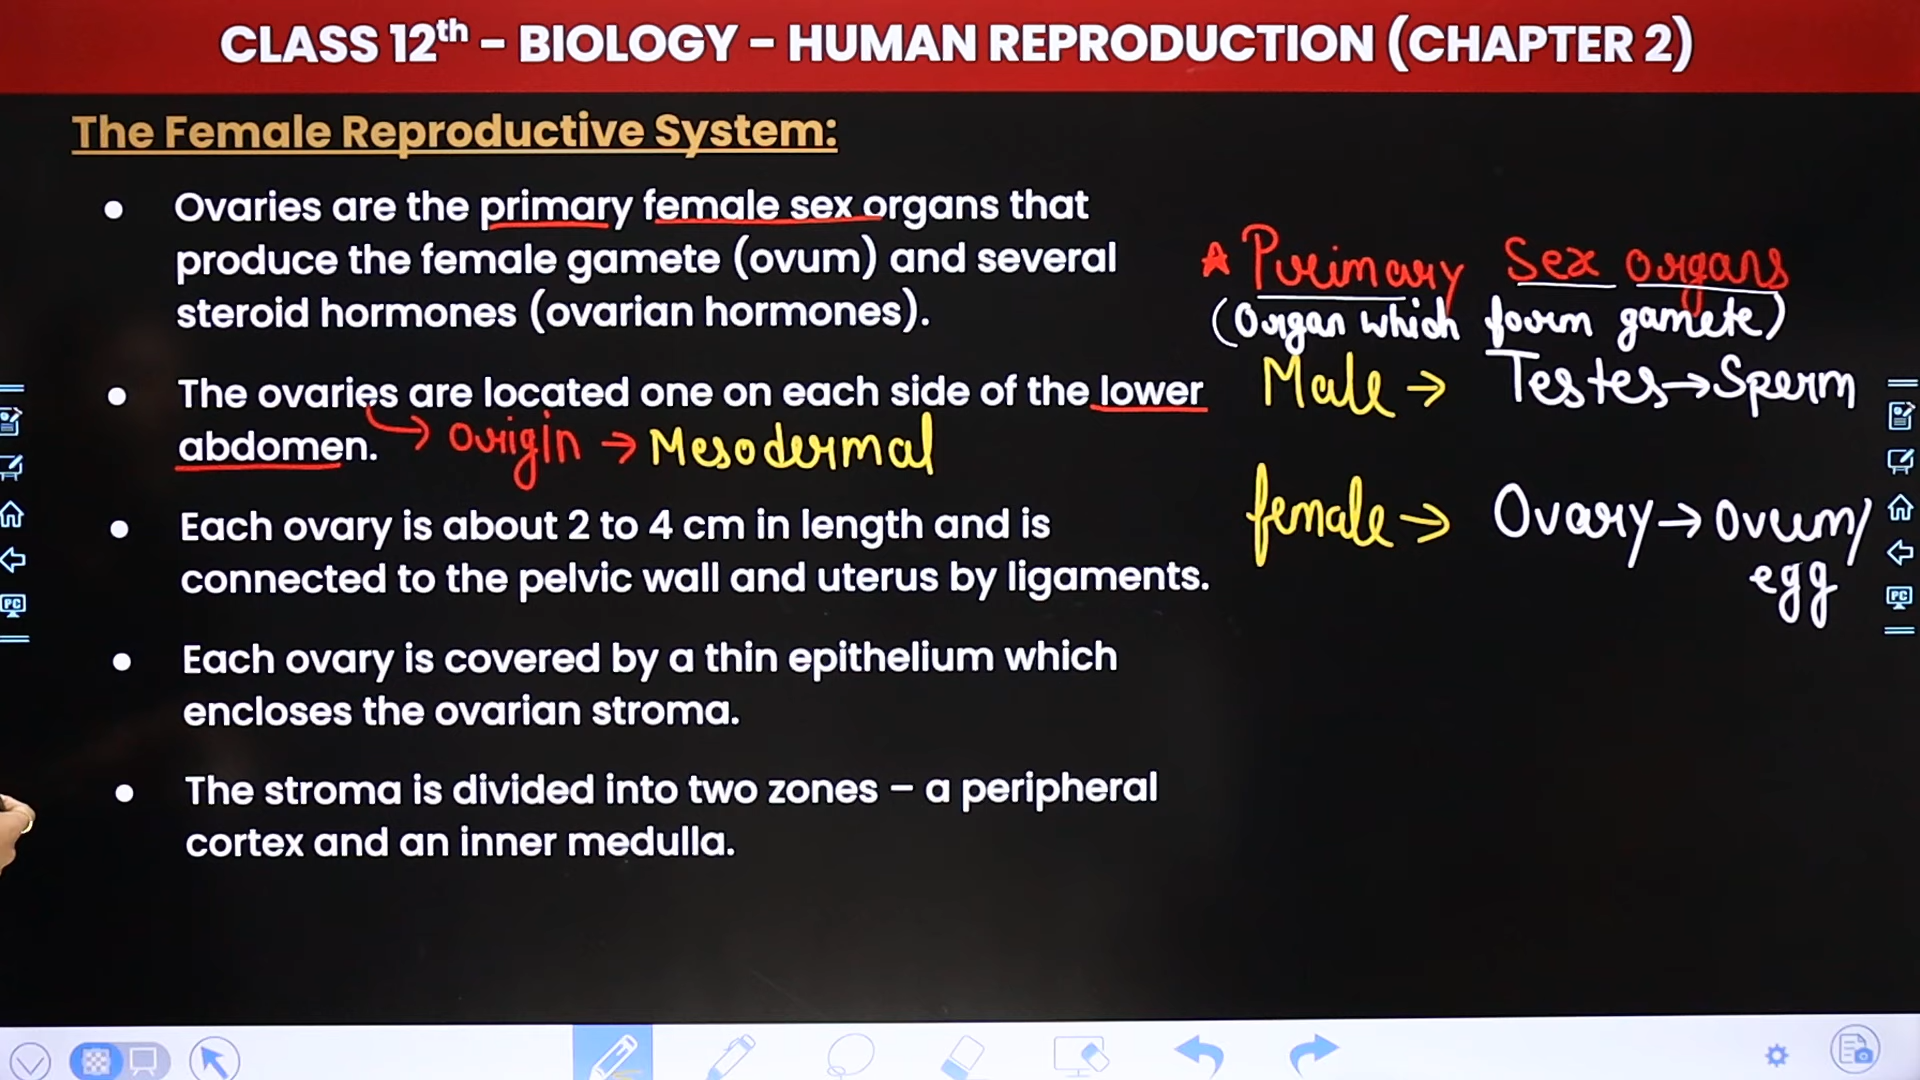 CLASS 12th - BIOLOGY - HUMAN REPRODUCTION (CHAPTER 2)
The Female Reproductive System:
• Ovaries are the primary female sex organs that
produce the female gamete (ovum) and several
steroid hormones (ovarian hormones).
• The ovaries are located one on each side of the lower
abdomen. → Origin → Mesodermal
• Each ovary is about 2 to 4 cm in length and is
connected to the pelvic wall and uterus by ligaments.
• Each ovary is covered by a thin epithelium which
encloses the ovarian stroma.
• The stroma is divided into two zones – a peripheral
cortex and an inner medulla.
Primary Sex organs
(Organ which form gamete)
Male → Testes → Sperm
female → Ovary → Ovum/
egg
PC
PC